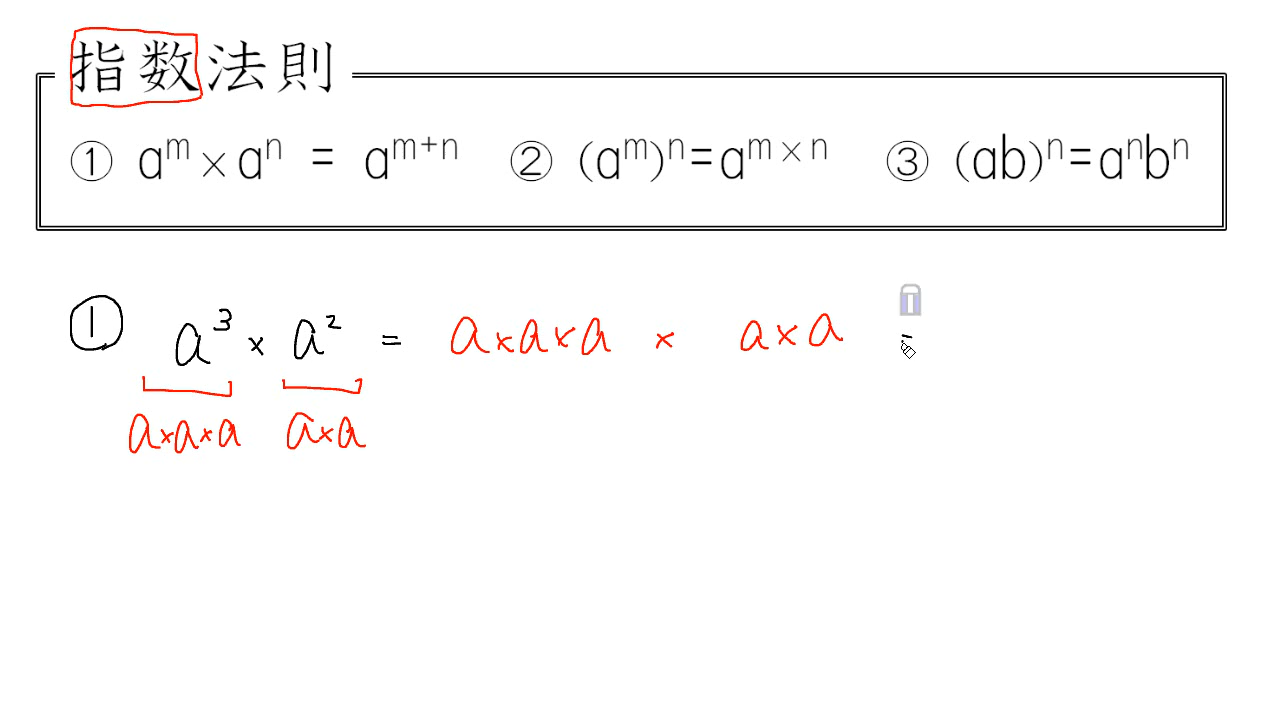 指数法則
① aᵐ×aⁿ = aᵐ⁺ⁿ ② (aᵐ)ⁿ=aᵐ˟ⁿ ③ (ab)ⁿ=aⁿbⁿ
① a³ × a² = a×a×a × a×a =
a×a×a a×a